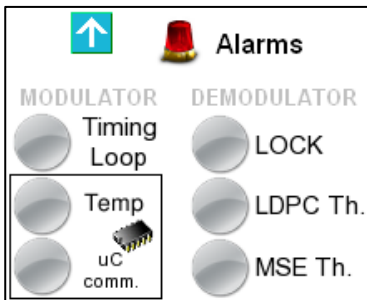 Alarms
MODULATOR
DEMODULATOR
Timing
Loop
LOCK
Temp
LDPC Th.
uC
comm.
MSE Th.